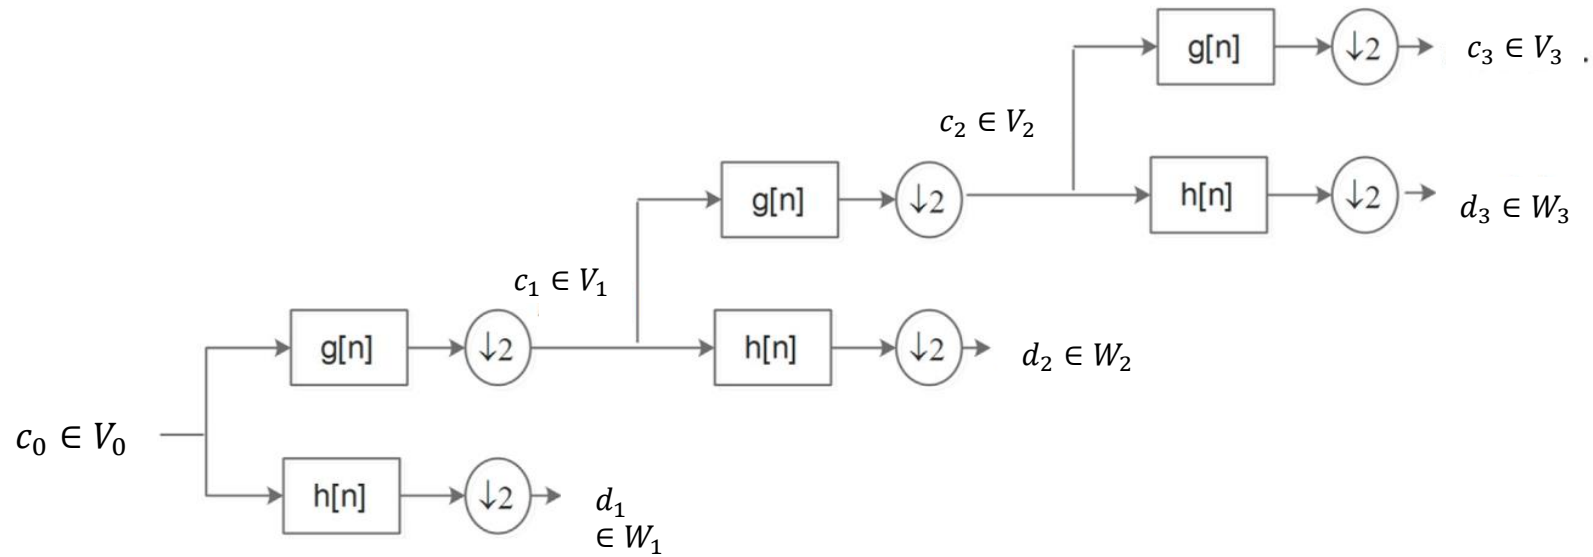 g[n]
↓2
c₃ ∈ V₃ .
c₂ ∈ V₂
g[n]
↓2
h[n]
↓2
d₃ ∈ W₃
c₁ ∈ V₁
g[n]
↓2
h[n]
↓2
d₂ ∈ W₂
c₀ ∈ V₀
h[n]
↓2
d₁
∈ W₁